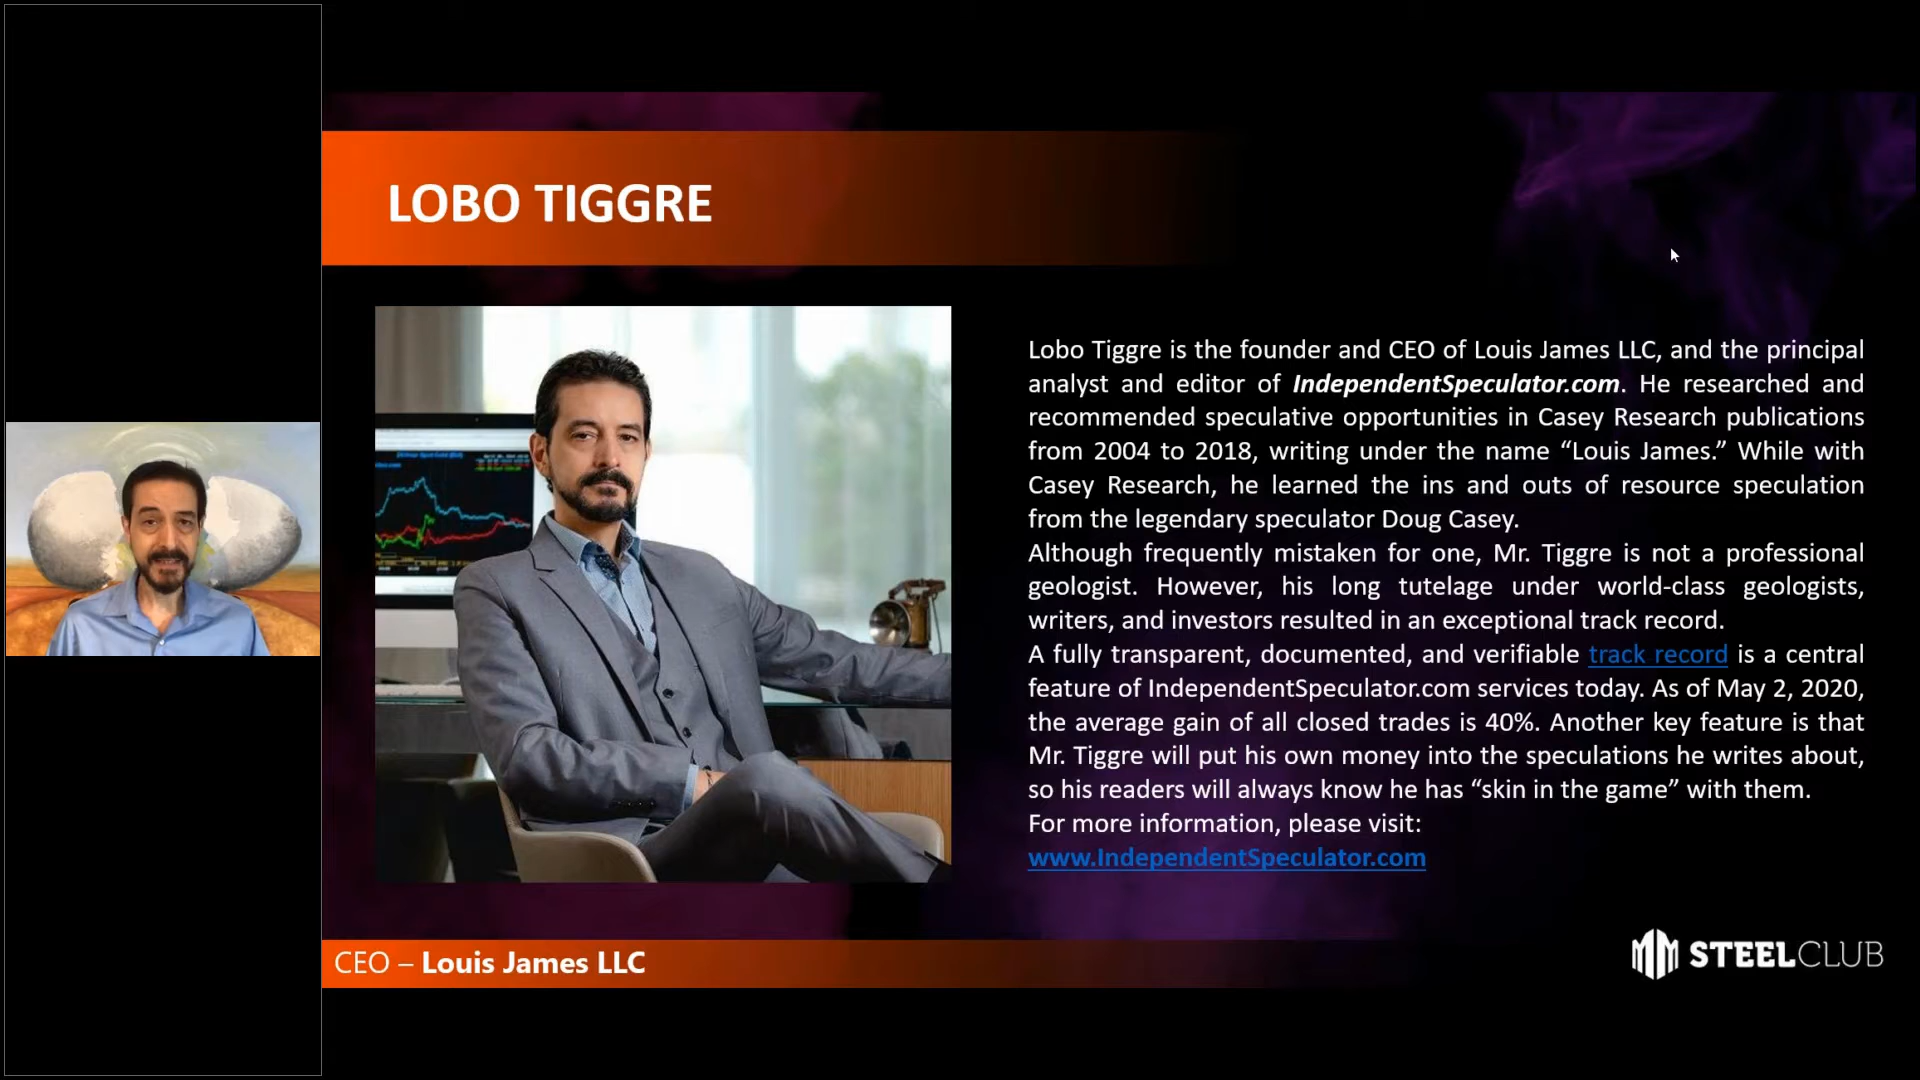 LOBO TIGGRE
Lobo Tiggre is the founder and CEO of Louis James LLC, and the principal
analyst and editor of IndependentSpeculator.com. He researched and
recommended speculative opportunities in Casey Research publications
from 2004 to 2018, writing under the name “Louis James.” While with
Casey Research, he learned the ins and outs of resource speculation
from the legendary speculator Doug Casey.
Although frequently mistaken for one, Mr. Tiggre is not a professional
geologist. However, his long tutelage under world-class geologists,
writers, and investors resulted in an exceptional track record.
A fully transparent, documented, and verifiable track record is a central
feature of IndependentSpeculator.com services today. As of May 2, 2020,
the average gain of all closed trades is 40%. Another key feature is that
Mr. Tiggre will put his own money into the speculations he writes about,
so his readers will always know he has “skin in the game” with them.
For more information, please visit:
www.IndependentSpeculator.com
CEO – Louis James LLC
STEELCLUB